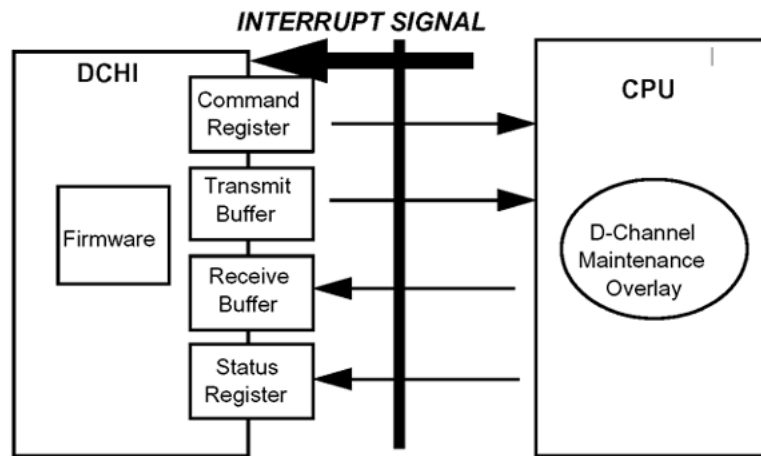 INTERRUPT SIGNAL
DCHI
CPU
Command
Register
Transmit
Buffer
Firmware
Receive
Buffer
Status
Register
D-Channel
Maintenance
Overlay